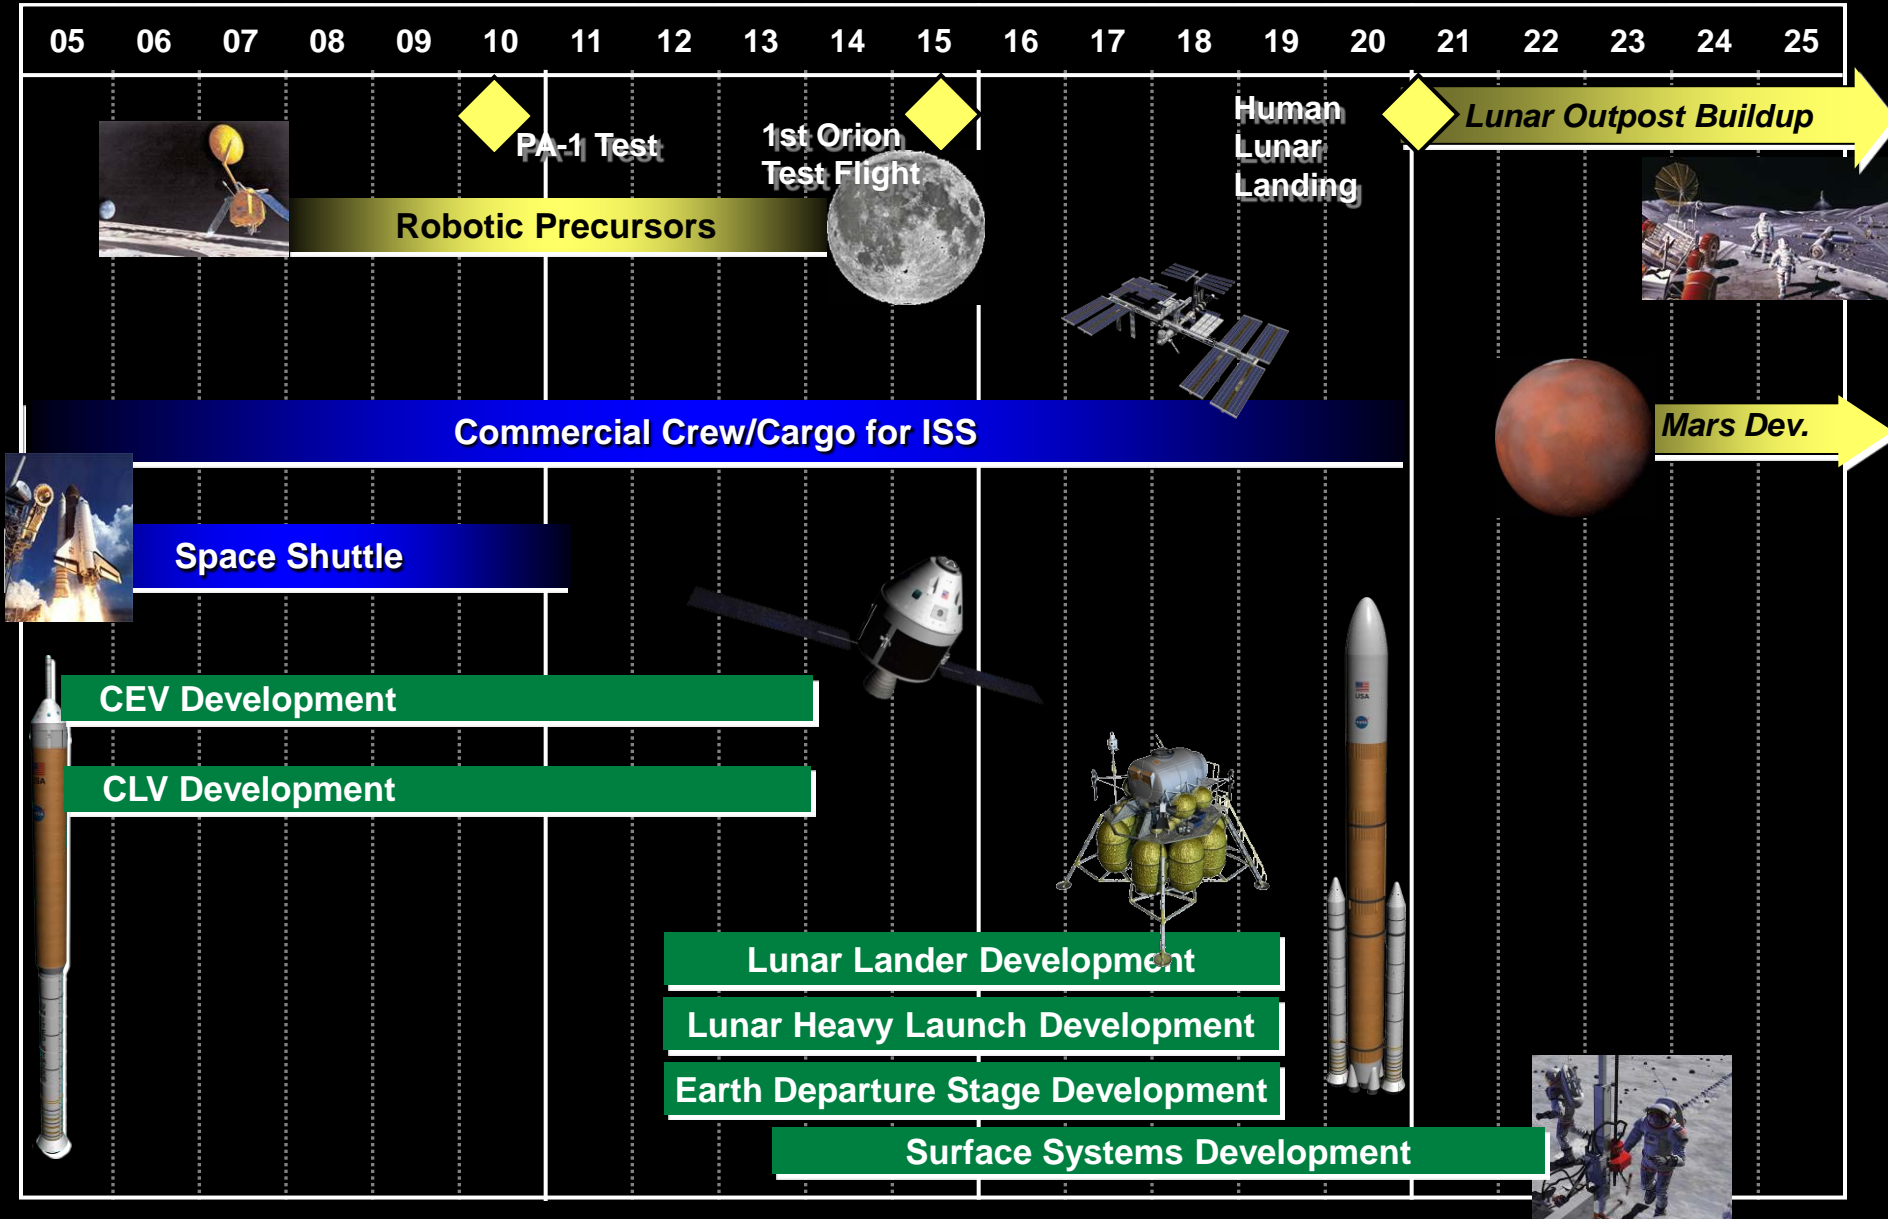 05 06 07 08 09 10 11 12 13 14 15 16 17 18 19 20 21 22 23 24 25
PA-1 Test
1st Orion
Test Flight
Human
Lunar
Landing
Lunar Outpost Buildup
Robotic Precursors
Commercial Crew/Cargo for ISS
Mars Dev.
Space Shuttle
CEV Development
CLV Development
USA
Lunar Lander Development
Lunar Heavy Launch Development
Earth Departure Stage Development
Surface Systems Development